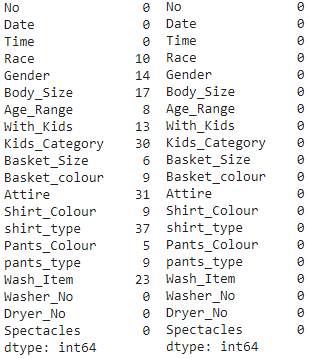 No 0 No 0
Date 0 Date 0
Time 0 Time 0
Race 10 Race 0
Gender 14 Gender 0
Body_Size 17 Body_Size 0
Age_Range 8 Age_Range 0
With_Kids 13 With_Kids 0
Kids_Category 30 Kids_Category 0
Basket_Size 6 Basket_Size 0
Basket_colour 9 Basket_colour 0
Attire 31 Attire 0
Shirt_Colour 9 Shirt_Colour 0
shirt_type 37 shirt_type 0
Pants_Colour 5 Pants_Colour 0
pants_type 9 pants_type 0
Wash_Item 23 Wash_Item 0
Washer_No 0 Washer_No 0
Dryer_No 0 Dryer_No 0
Spectacles 0 Spectacles 0
dtype: int64 dtype: int64